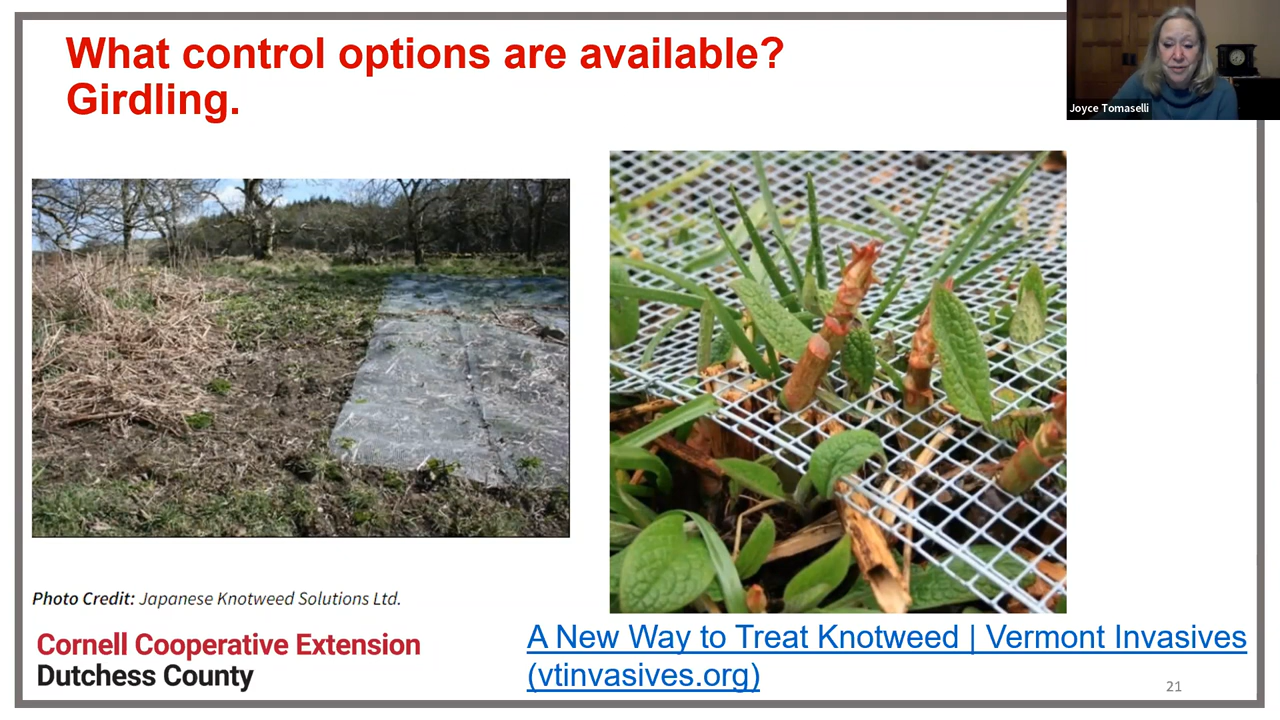 What control options are available?
Girdling.
Joyce Tomaselli
Photo Credit: Japanese Knotweed Solutions Ltd.
Cornell Cooperative Extension
Dutchess County
A New Way to Treat Knotweed | Vermont Invasives
(vtinvasives.org)
21